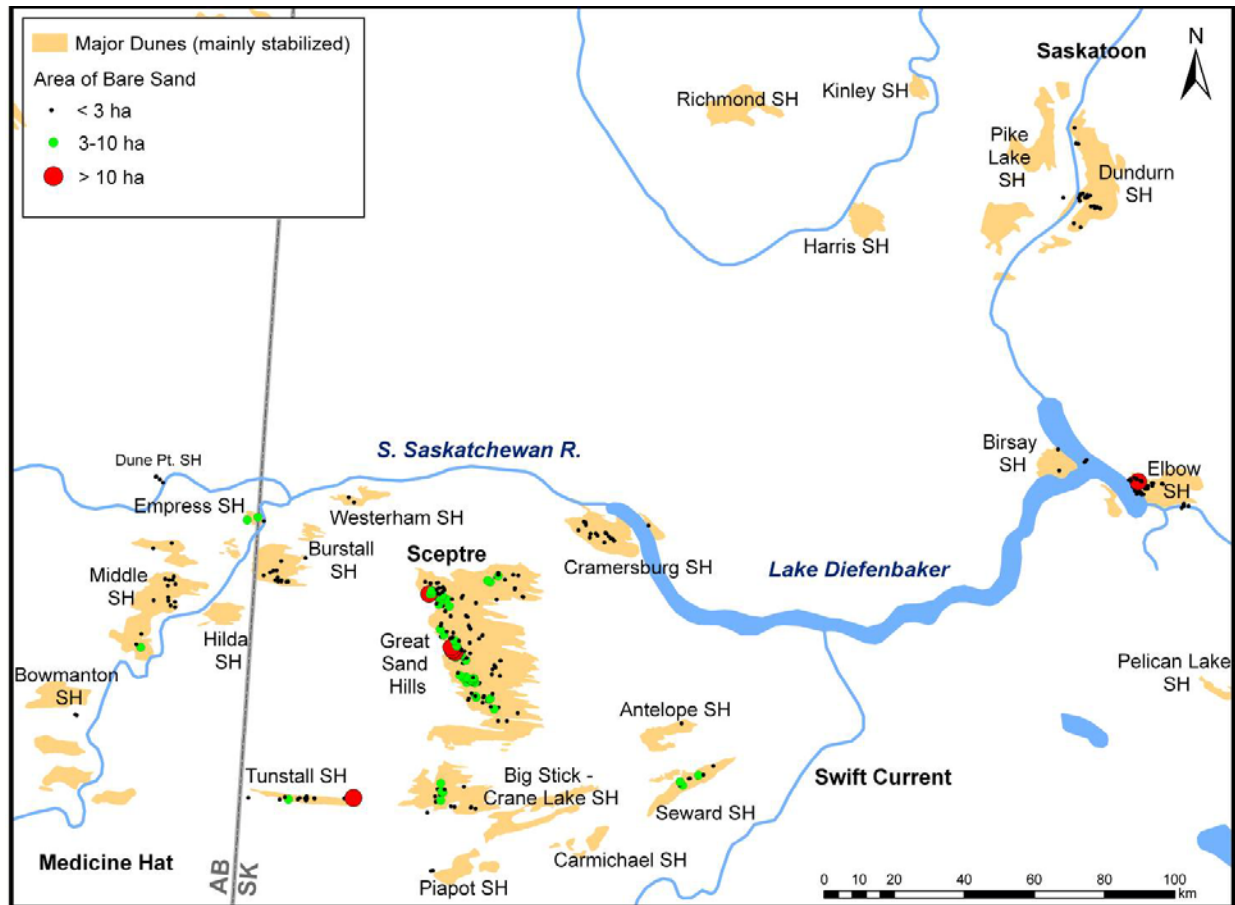 Major Dunes (mainly stabilized)
Area of Bare Sand
< 3 ha
3-10 ha
> 10 ha
N
Saskatoon
Richmond SH
Kinley SH
Pike
Lake
SH
Dundurn
SH
Harris SH
S. Saskatchewan R.
Birsay
SH
Elbow
SH
Dune Pt. SH
Empress SH
Westerham SH
Burstall
SH
Sceptre
Cramersburg SH
Lake Diefenbaker
Middle
SH
Hilda
SH
Great
Sand
Hills
Bowmanton
SH
Pelican Lake
SH
Antelope SH
Tunstall SH
Big Stick -
Crane Lake SH
Swift Current
Seward SH
Medicine Hat
AB
SK
Carmichael SH
Piapot SH
0 10 20 40 60 80 100
km